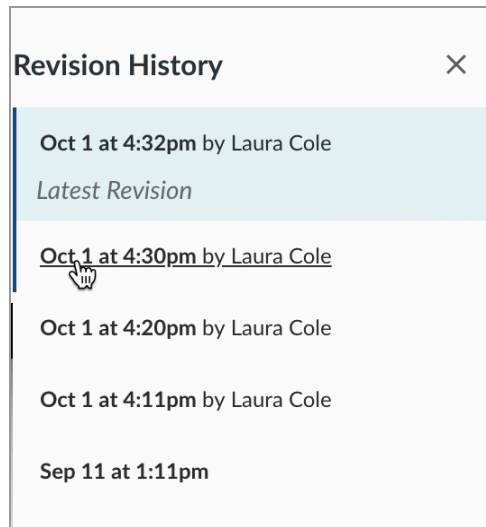 Revision History
Oct 1 at 4:32pm by Laura Cole
Latest Revision
Oct 1 at 4:30pm by Laura Cole
Oct 1 at 4:20pm by Laura Cole
Oct 1 at 4:11pm by Laura Cole
Sep 11 at 1:11pm